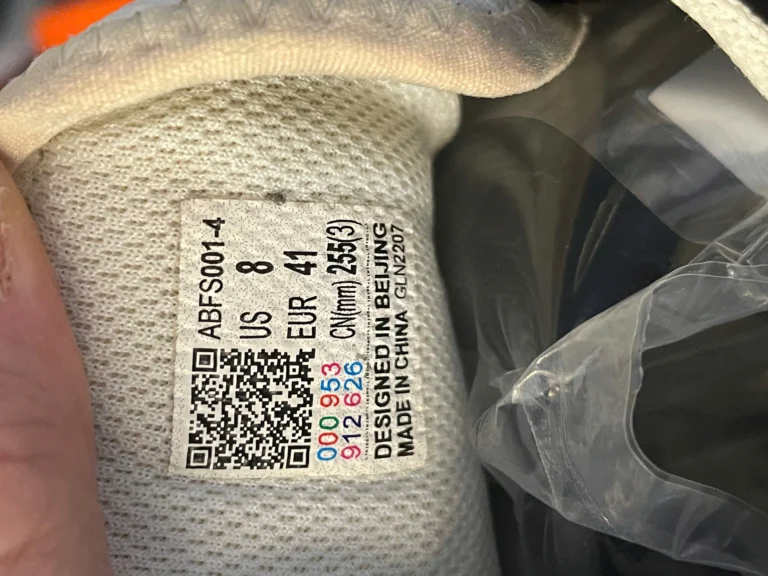 ABFS001-4
US 8
EUR 41
CN(mm) 255(3)
000 953
912 626
DESIGNED IN BEIJING
MADE IN CHINA GLN2207